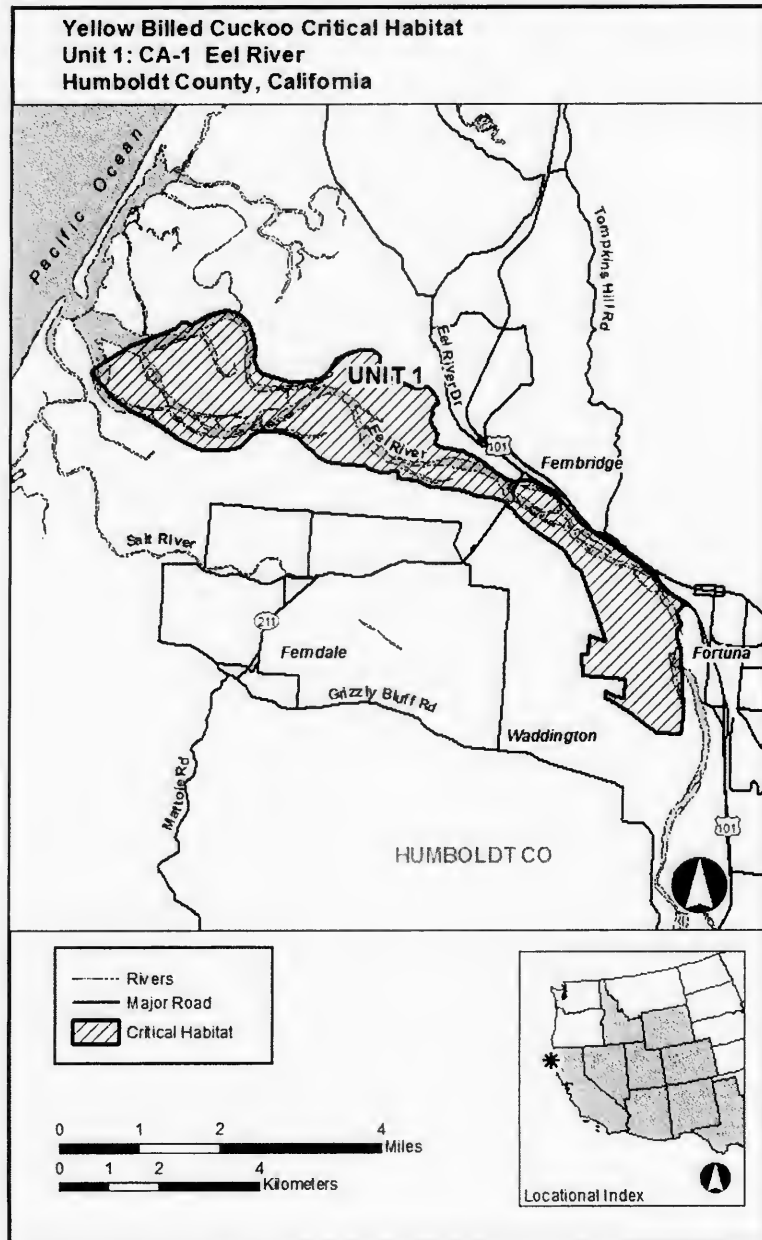 Yellow Billed Cuckoo Critical Habitat
Unit 1: CA-1 Eel River
Humboldt County, California
Pacific Ocean
Tompkins Hill Rd
Eel River Dr
UNIT 1
101
Eel River
Fernbridge
Salt River
211
Ferndale
Fortuna
Grizzly Bluff Rd
Waddington
Mattole Rd
101
HUMBOLDT CO
Rivers
Major Road
Critical Habitat
0 1 2 4
Miles
0 1 2 4
Kilometers
Locational Index